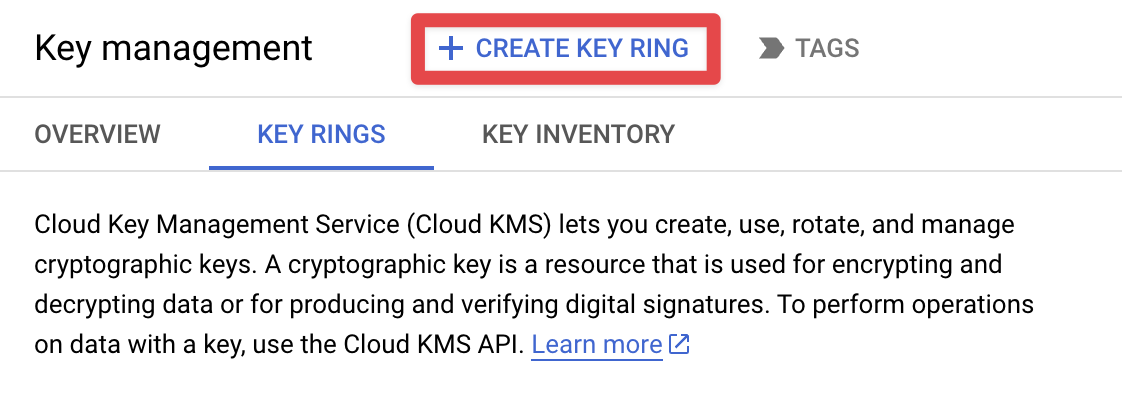 Key management
+ CREATE KEY RING
TAGS
OVERVIEW
KEY RINGS
KEY INVENTORY
Cloud Key Management Service (Cloud KMS) lets you create, use, rotate, and manage
cryptographic keys. A cryptographic key is a resource that is used for encrypting and
decrypting data or for producing and verifying digital signatures. To perform operations
on data with a key, use the Cloud KMS API. Learn more